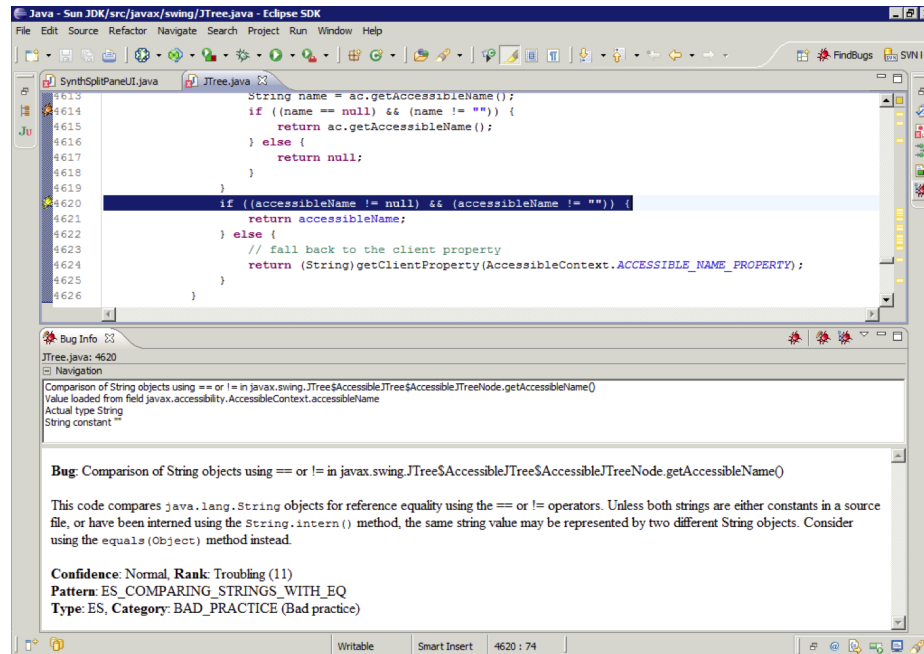 Java - Sun JDK/src/javax/swing/JTree.java - Eclipse SDK
File Edit Source Refactor Navigate Search Project Run Window Help
FindBugs SVN
SynthSplitPaneUI.java JTree.java
4613 String name = ac.getAccessibleName();
4614 if ((name == null) && (name != "")) {
4615 return ac.getAccessibleName();
4616 } else {
4617 return null;
4618 }
4619 }
4620 if ((accessibleName != null) && (accessibleName != "")) {
4621 return accessibleName;
4622 } else {
4623 // fall back to the client property
4624 return (String)getClientProperty(AccessibleContext.ACCESSIBLE_NAME_PROPERTY);
4625 }
4626 }
Bug Info
JTree.java: 4620
Navigation
Comparison of String objects using == or != in javax.swing.JTree$AccessibleJTree$AccessibleJTreeNode.getAccessibleName()
Value loaded from field javax.accessibility.AccessibleContext.accessibleName
Actual type String
String constant ""
Bug: Comparison of String objects using == or != in javax.swing.JTree$AccessibleJTree$AccessibleJTreeNode.getAccessibleName()
This code compares java.lang.String objects for reference equality using the == or != operators. Unless both strings are either constants in a source
file, or have been interned using the String.intern() method, the same string value may be represented by two different String objects. Consider
using the equals(Object) method instead.
Confidence: Normal, Rank: Troubling (11)
Pattern: ES_COMPARING_STRINGS_WITH_EQ
Type: ES, Category: BAD_PRACTICE (Bad practice)
Writable Smart Insert 4620 : 74